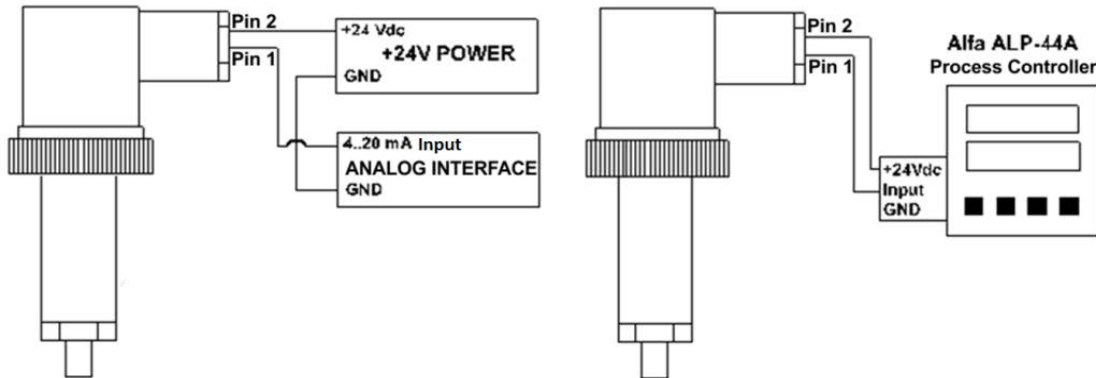 Pin 2
Pin 1
+24 Vdc
+24V POWER
GND
4..20 mA Input
ANALOG INTERFACE
GND
Pin 2
Pin 1
Alfa ALP-44A
Process Controller
+24Vdc
Input
GND